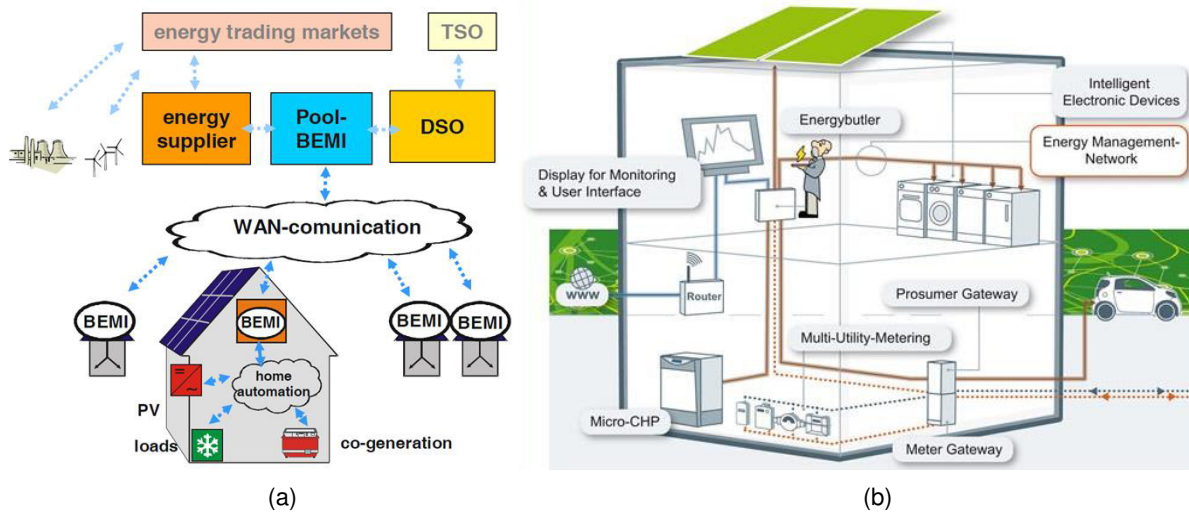 energy trading markets
TSO
energy
supplier
Pool-
BEMI
DSO
WAN-comunication
BEMI
BEMI
BEMI
BEMI
home
automation
PV
loads
co-generation
(a)
Intelligent
Electronic Devices
Energybutler
Energy Management-
Network
Display for Monitoring
& User Interface
www
Router
Prosumer Gateway
Multi-Utility-Metering
Micro-CHP
Meter Gateway
(b)